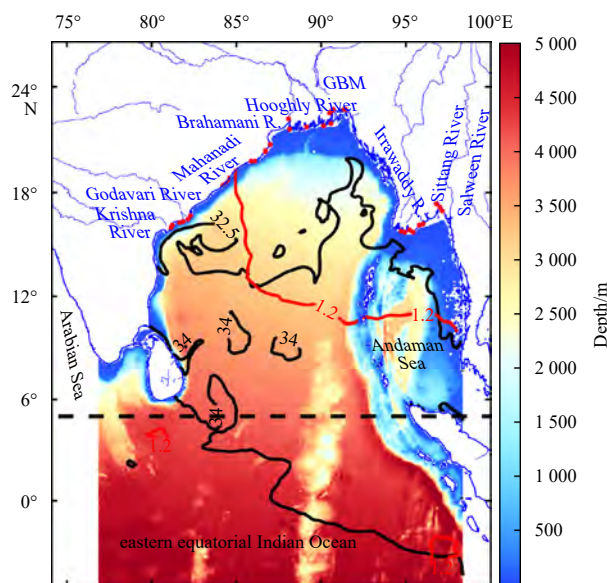 74° 80° 85° 90° 95° 100°E
5 000
4 500
4 000
3 500
3 000
2 500
2 000
1 500
1 000
500
Depth/m
24°
N
18°
12°
6°
0°
GBM
Hooghly River
Brahamani R.
Mahanadi
River
Godavari River
Krishna
River
Irrawaddy R.
Sittang River
Salween River
32.5
1.2
1.2
34
34
34
34
1.2
Arabian Sea
Andaman
Sea
eastern equatorial Indian Ocean